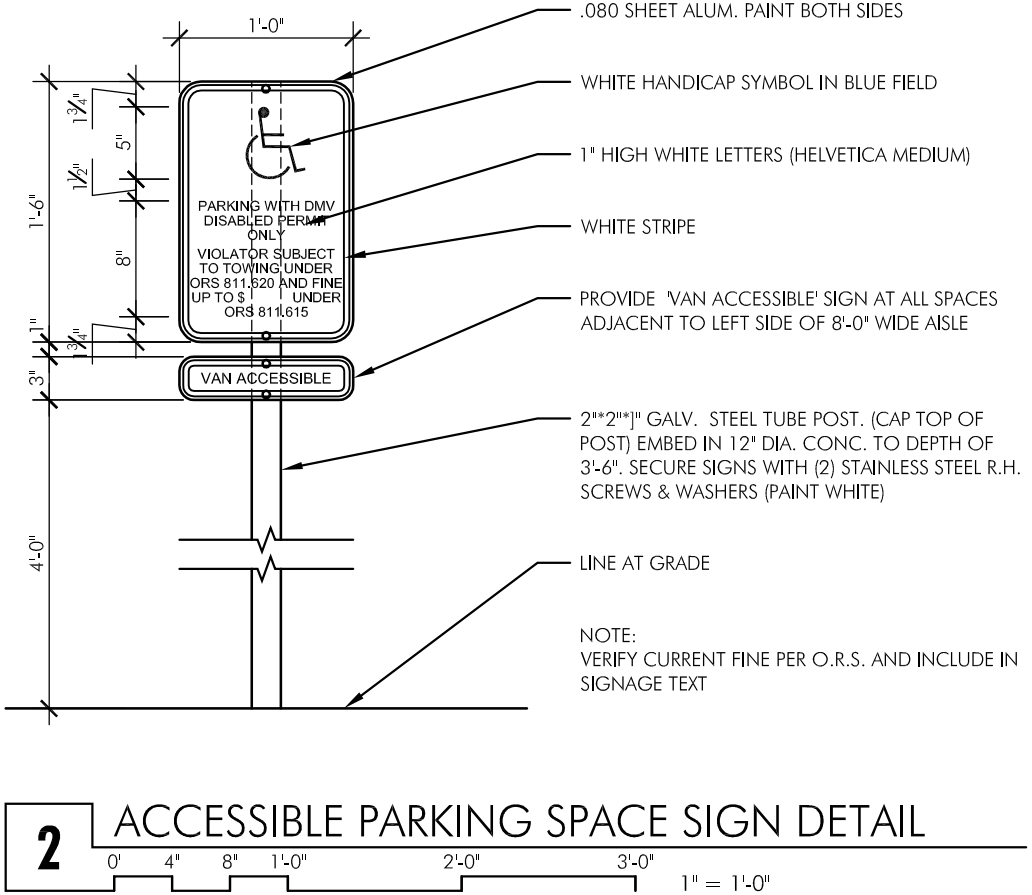 1'-0"
.080 SHEET ALUM. PAINT BOTH SIDES
WHITE HANDICAP SYMBOL IN BLUE FIELD
1" HIGH WHITE LETTERS (HELVETICA MEDIUM)
WHITE STRIPE
PROVIDE 'VAN ACCESSIBLE' SIGN AT ALL SPACES
ADJACENT TO LEFT SIDE OF 8'-0" WIDE AISLE
2"*2"*]" GALV. STEEL TUBE POST. (CAP TOP OF
POST) EMBED IN 12" DIA. CONC. TO DEPTH OF
3'-6". SECURE SIGNS WITH (2) STAINLESS STEEL R.H.
SCREWS & WASHERS (PAINT WHITE)
LINE AT GRADE
NOTE:
VERIFY CURRENT FINE PER O.R.S. AND INCLUDE IN
SIGNAGE TEXT
1 3/4"
5"
1 1/2"
8"
1 3/4"
1'-6"
1"
3"
4'-0"
PARKING WITH DMV
DISABLED PERMIT
ONLY
VIOLATOR SUBJECT
TO TOWING UNDER
ORS 811.620 AND FINE
UP TO $ UNDER
ORS 811.615
VAN ACCESSIBLE
2
ACCESSIBLE PARKING SPACE SIGN DETAIL
0' 4" 8" 1'-0" 2'-0" 3'-0"
1" = 1'-0"